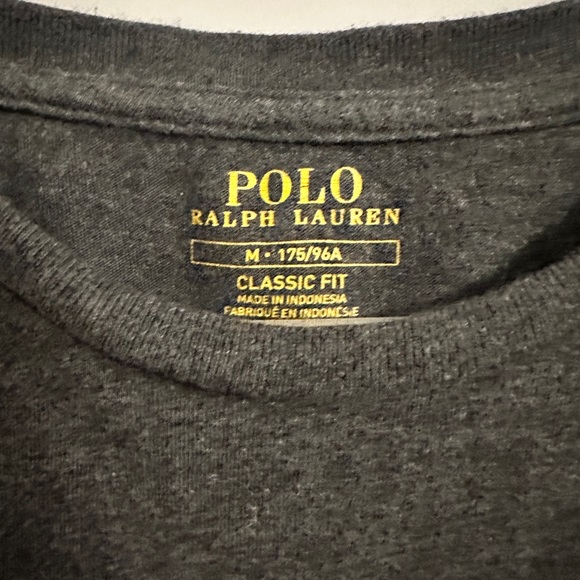 POLO
RALPH LAUREN
M • 175/96A
CLASSIC FIT
MADE IN INDONESIA
FABRIQUÉ EN INDONÉSIE